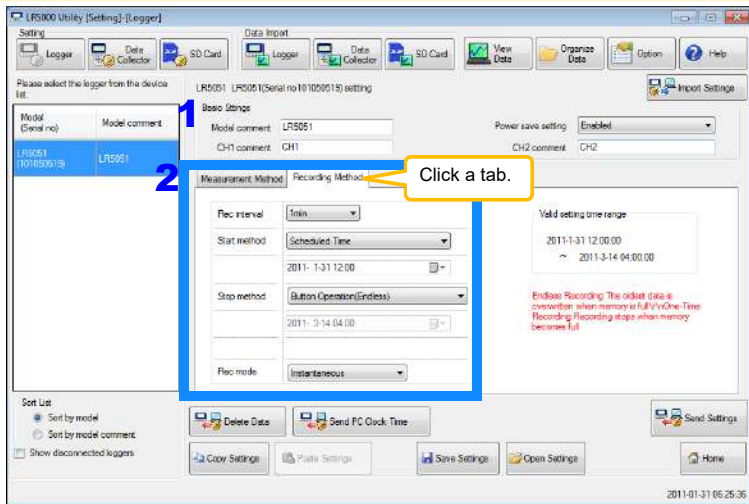 LR5000 Utility [Setting]-[Logger]
Setting
Data Import
Logger
Data Collector
SD Card
Logger
Data Collector
SD Card
View Data
Organize Data
Option
Help
Please select the logger from the device list.
LR5051 LR5051(Serial no101050519) setting
Import Settings
1
Basic Sttings
Model (Serial no)
Model comment
Model comment
LR5051
Power save setting
Enabled
CH1 comment
CH1
CH2 comment
CH2
LR5051 (101050519)
LR5051
2
Measurement Method
Recording Method
Click a tab.
Rec interval
1min
Start method
Scheduled Time
2011- 1-31 12:00
Stop method
Button Operation(Endless)
2011- 3-14 04:00
Rec mode
Instanteneous
Valid setting time range
2011-1-31 12:00:00
~ 2011-3-14 04:00:00
Endless Recording: The oldest data is
overwritten when memory is full\r\nOne-Time
Recording:Recording stops when memory
becomes full
Sort List
Sort by model
Sort by model comment
Show disconnected loggers
Delete Data
Send PC Clock Time
Send Settings
Copy Settings
Paste Settings
Save Settings
Open Settings
Home
2011-01-31 06:25:36